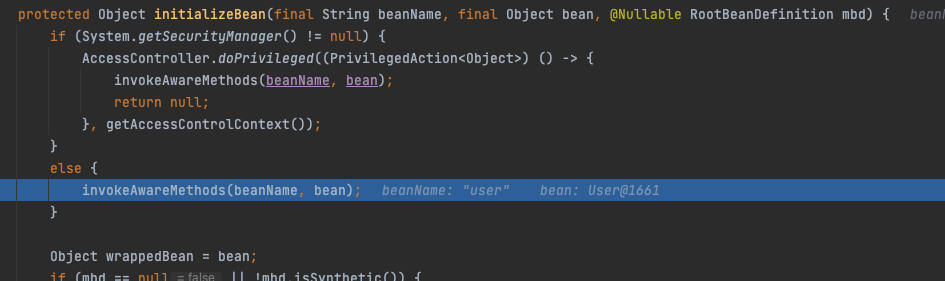 protected Object initializeBean(final String beanName, final Object bean, @Nullable RootBeanDefinition mbd) {
if (System.getSecurityManager() != null) {
AccessController.doPrivileged((PrivilegedAction<Object>) () -> {
invokeAwareMethods(beanName, bean);
return null;
}, getAccessControlContext());
}
else {
invokeAwareMethods(beanName, bean); beanName: "user" bean: User@1661
}
Object wrappedBean = bean;
if (mbd == null = false || !mbd.isSynthetic()) {